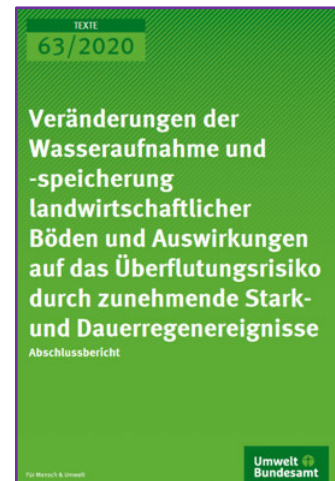 TEXTE
63/2020
Veränderungen der
Wasseraufnahme und
-speicherung
landwirtschaftlicher
Böden und Auswirkungen
auf das Überflutungsrisiko
durch zunehmende Stark-
und Dauerregenereignisse
Abschlussbericht
Für Mensch & Umwelt
Umwelt
Bundesamt